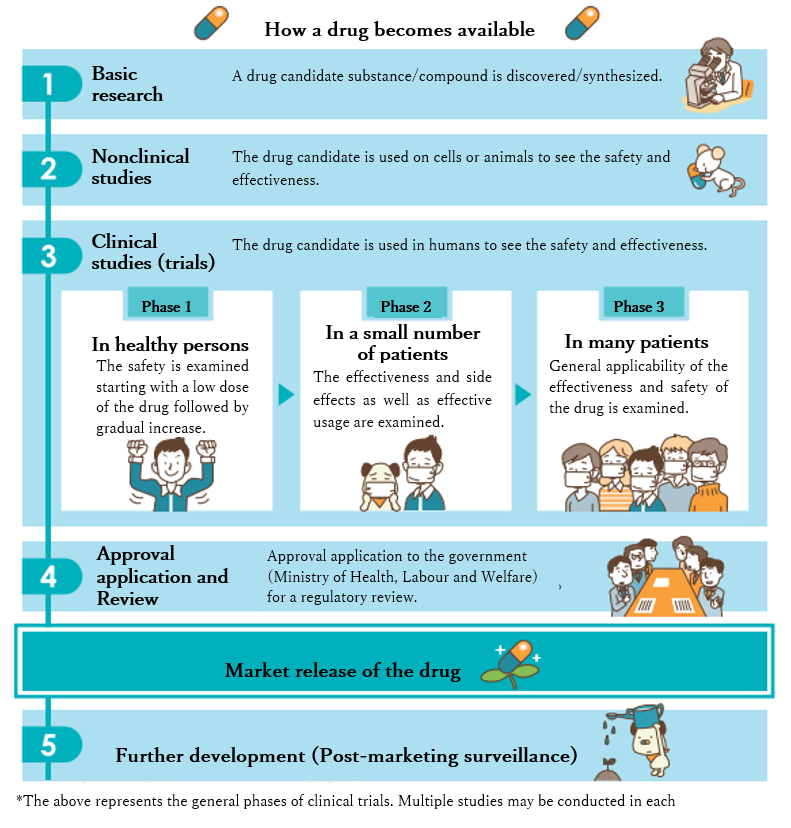 How a drug becomes available
1
Basic
research
A drug candidate substance/compound is discovered/synthesized.
2
Nonclinical
studies
The drug candidate is used on cells or animals to see the safety and
effectiveness.
3
Clinical
studies (trials)
The drug candidate is used in humans to see the safety and effectiveness.
Phase 1
In healthy persons
The safety is examined
starting with a low dose
of the drug followed by
gradual increase.
Phase 2
In a small number
of patients
The effectiveness and side
effects as well as effective
usage are examined.
Phase 3
In many patients
General applicability of the
effectiveness and safety of
the drug is examined.
4
Approval
application and
Review
Approval application to the government
(Ministry of Health, Labour and Welfare)
for a regulatory review.
Market release of the drug
5
Further development (Post-marketing surveillance)
*The above represents the general phases of clinical trials. Multiple studies may be conducted in each